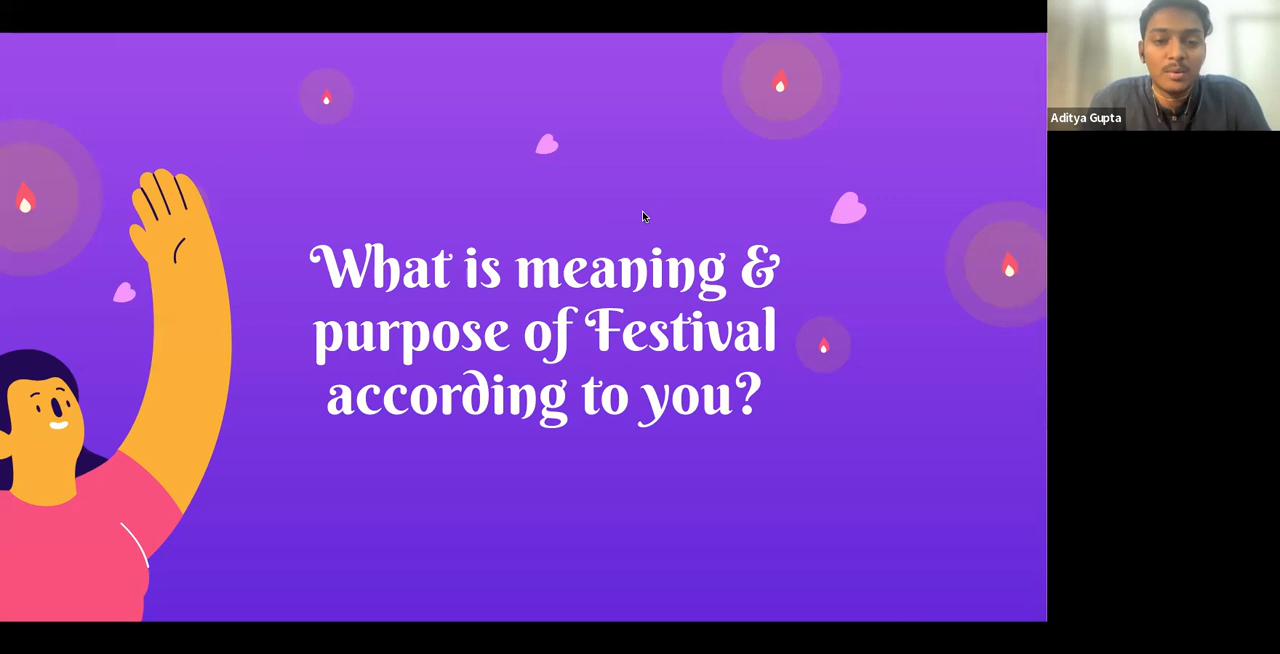 What is meaning &
purpose of Festival
according to you?
Aditya Gupta